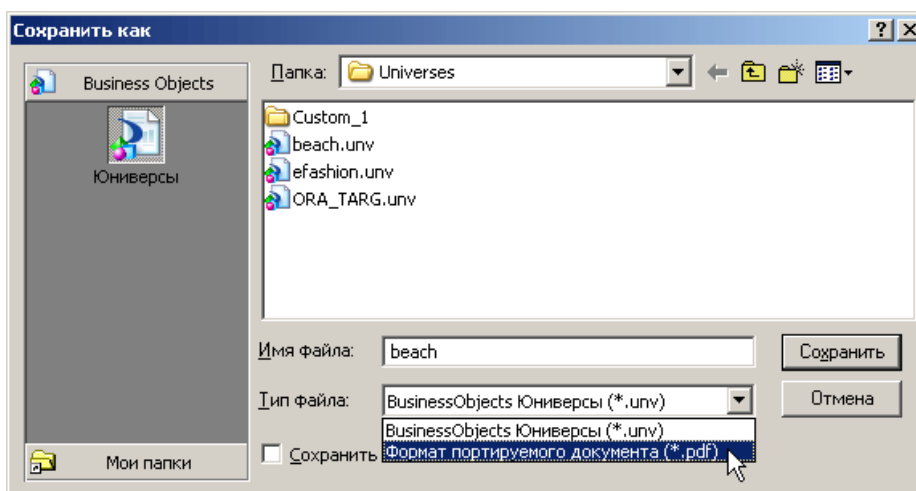 Сохранить как
Business Objects
Юниверсы
Мои папки
Папка: Universes
Custom_1
beach.unv
efashion.unv
ORA_TARG.unv
Имя файла: beach
Сохранить
Тип файла: BusinessObjects Юниверсы (*.unv)
Отмена
BusinessObjects Юниверсы (*.unv)
Формат портируемого документа (*.pdf)
Сохранить